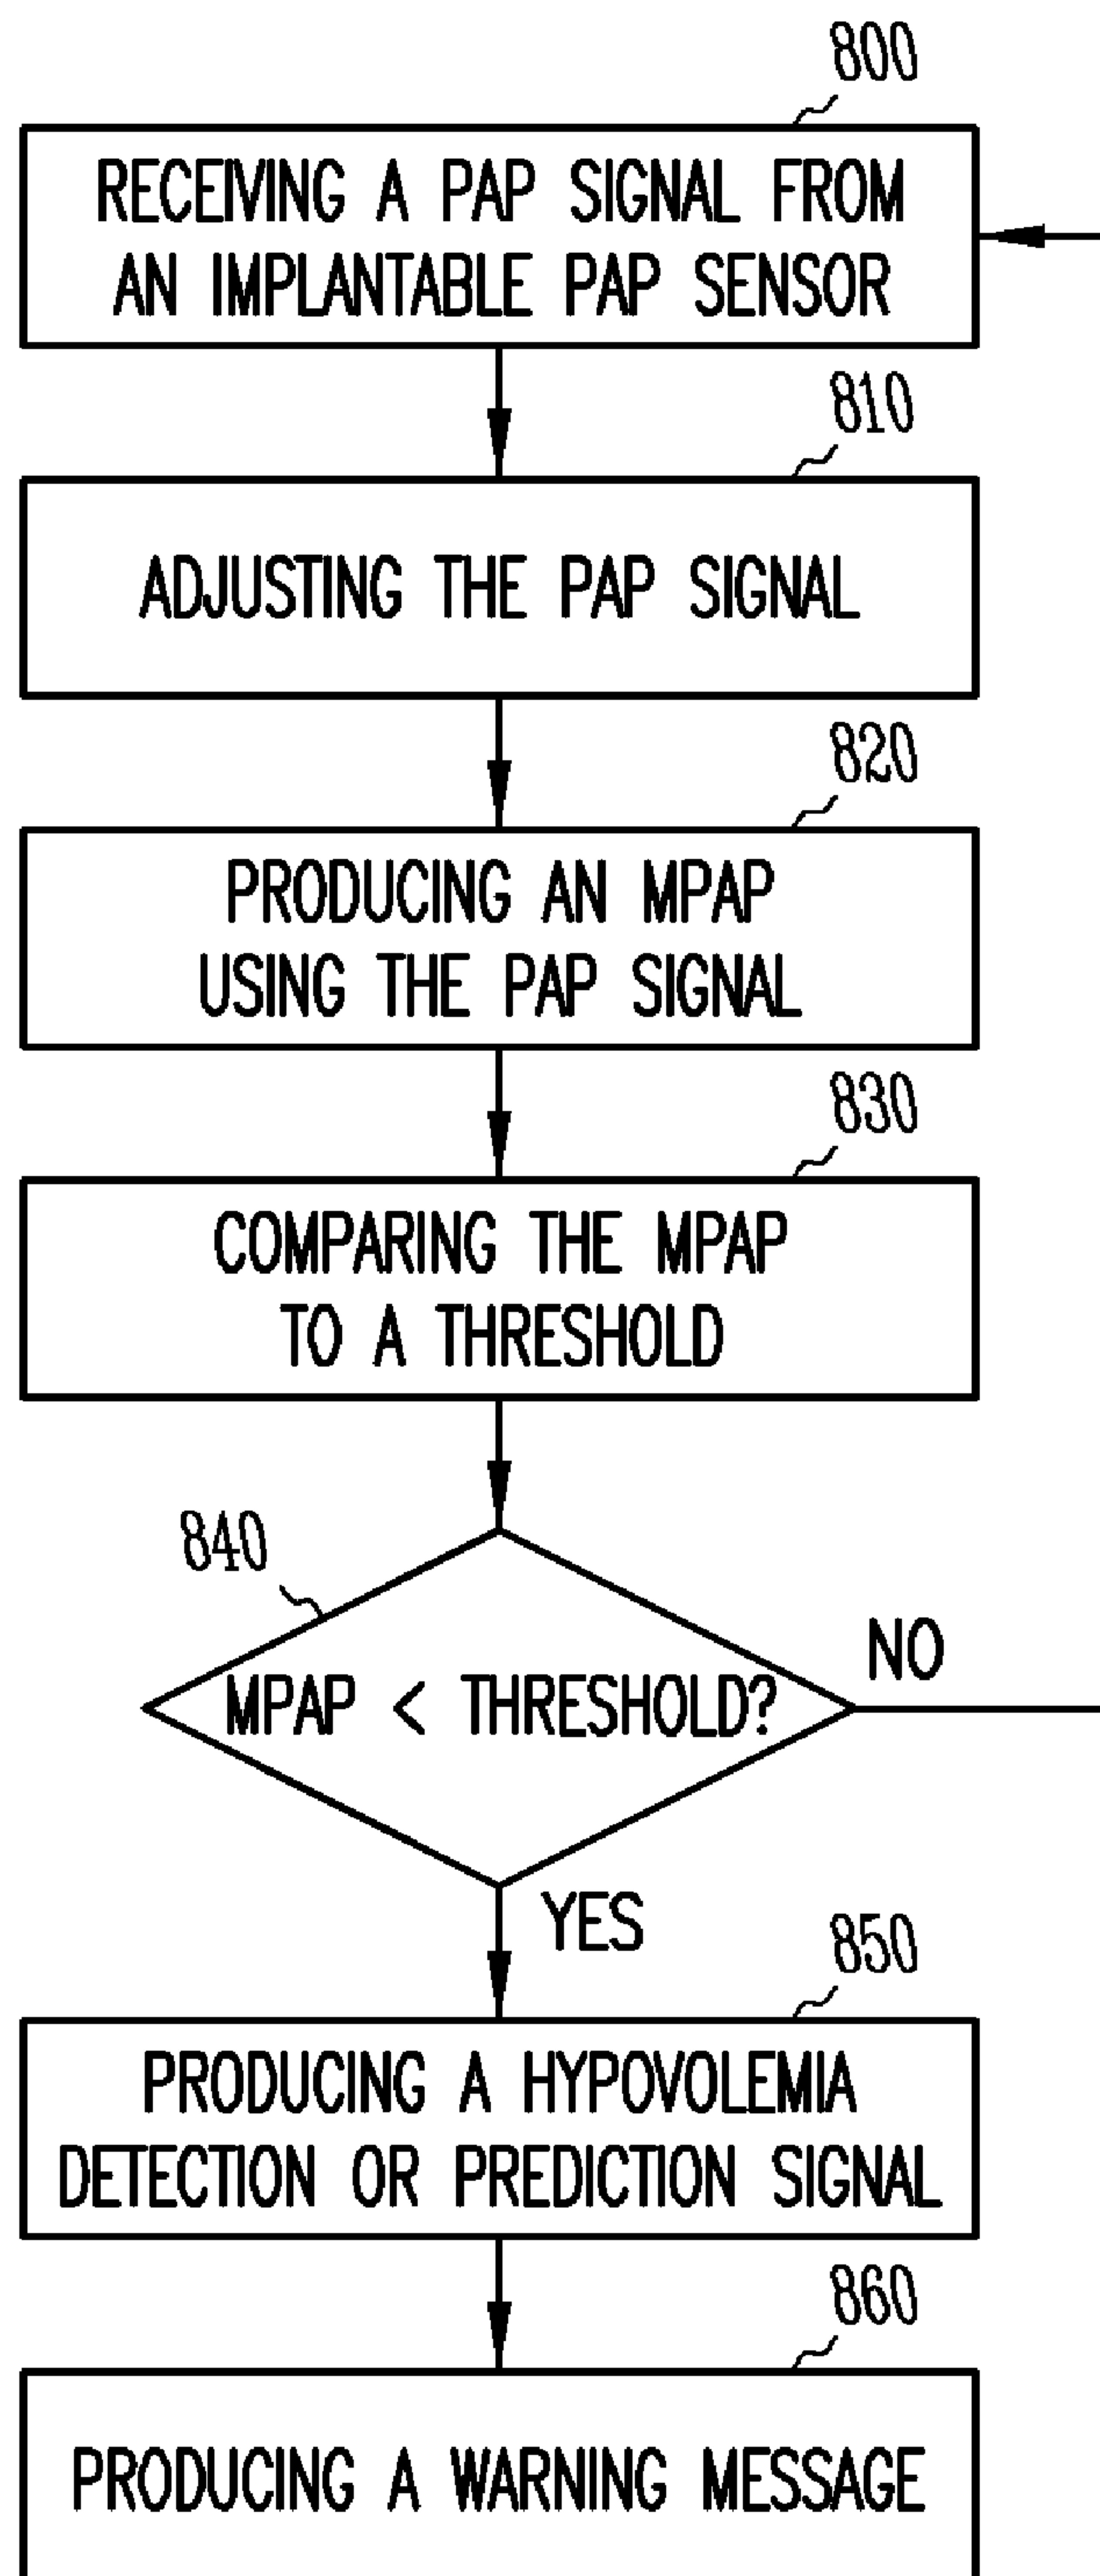 800
RECEIVING A PAP SIGNAL FROM
AN IMPLANTABLE PAP SENSOR
810
ADJUSTING THE PAP SIGNAL
820
PRODUCING AN MPAP
USING THE PAP SIGNAL
830
COMPARING THE MPAP
TO A THRESHOLD
840
NO
MPAP < THRESHOLD?
YES
850
PRODUCING A HYPOVOLEMIA
DETECTION OR PREDICTION SIGNAL
860
PRODUCING A WARNING MESSAGE